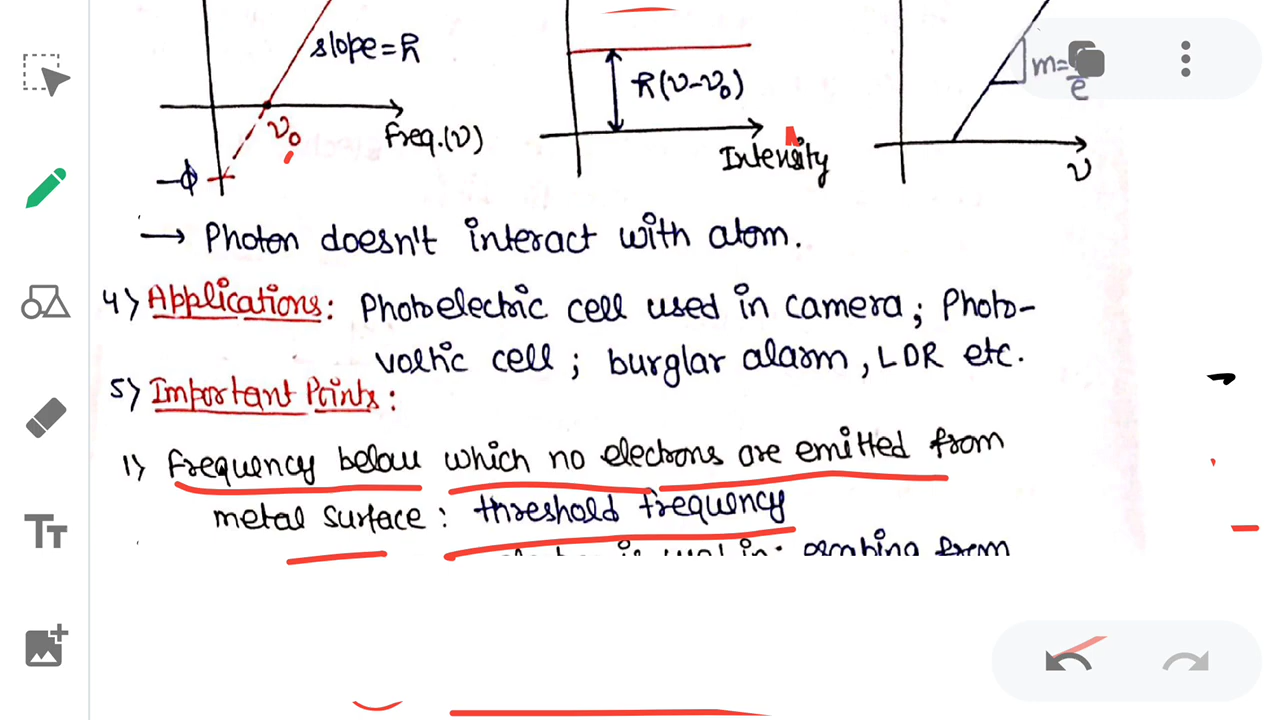 slope=h
ν₀
Freq.(ν)
-Φ
h(ν-ν₀)
Intensity
m=
e
ν
→ Photon doesn't interact with atom.
4) Applications: Photoelectric cell used in camera; Photo-
voltic cell; burglar alarm, LDR etc.
5) Important Points:
1) Frequency below which no electrons are emitted from
metal surface: threshold frequency
from
TT